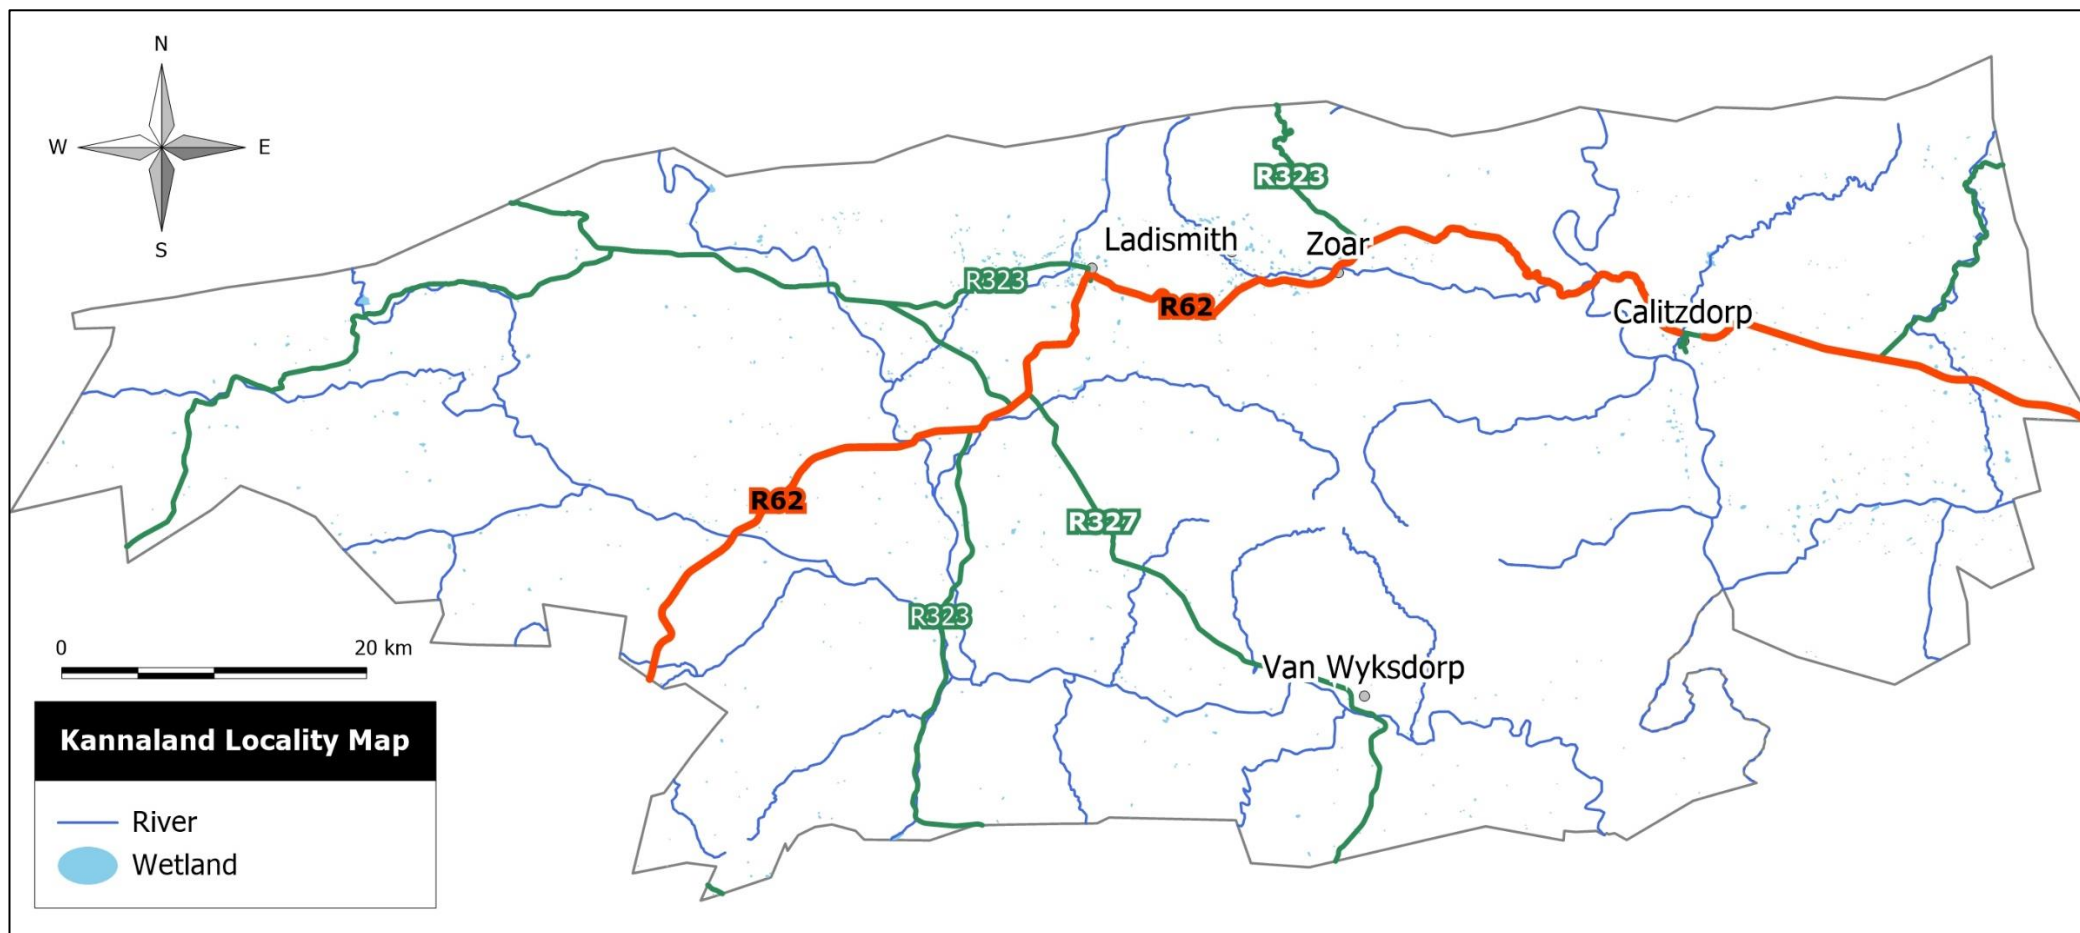 N
W
E
S
R323
Ladismith
Zoar
R323
R62
Calitzdorp
R62
R327
R323
0
20 km
Van Wyksdorp
Kannaland Locality Map
River
Wetland